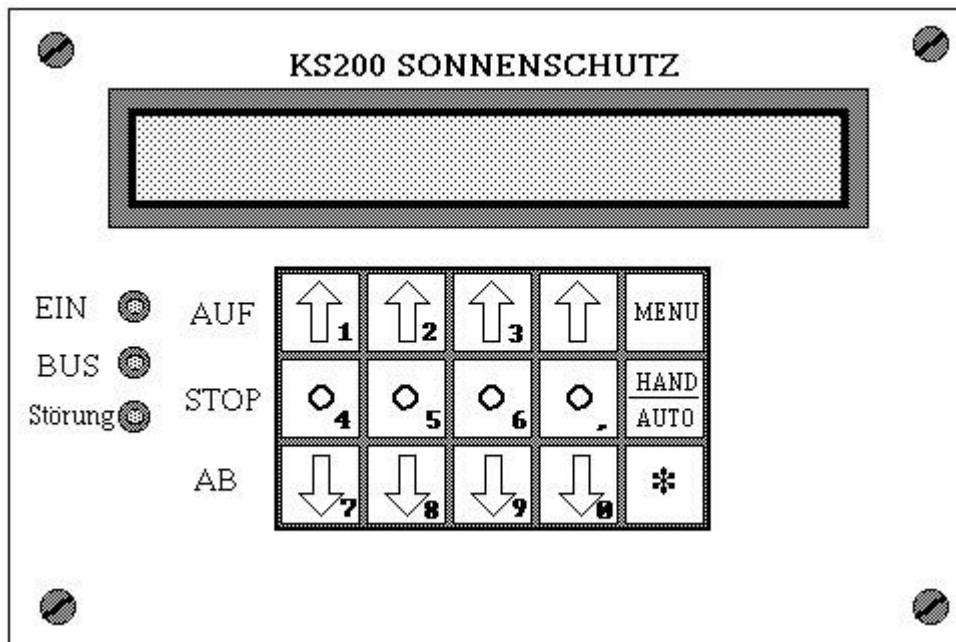 KS200 SONNENSCHUTZ
EIN
AUF
1 2 3
MENU
BUS
STOP
4 5 6 .
HAND
AUTO
Störung
AB
7 8 9 0
*